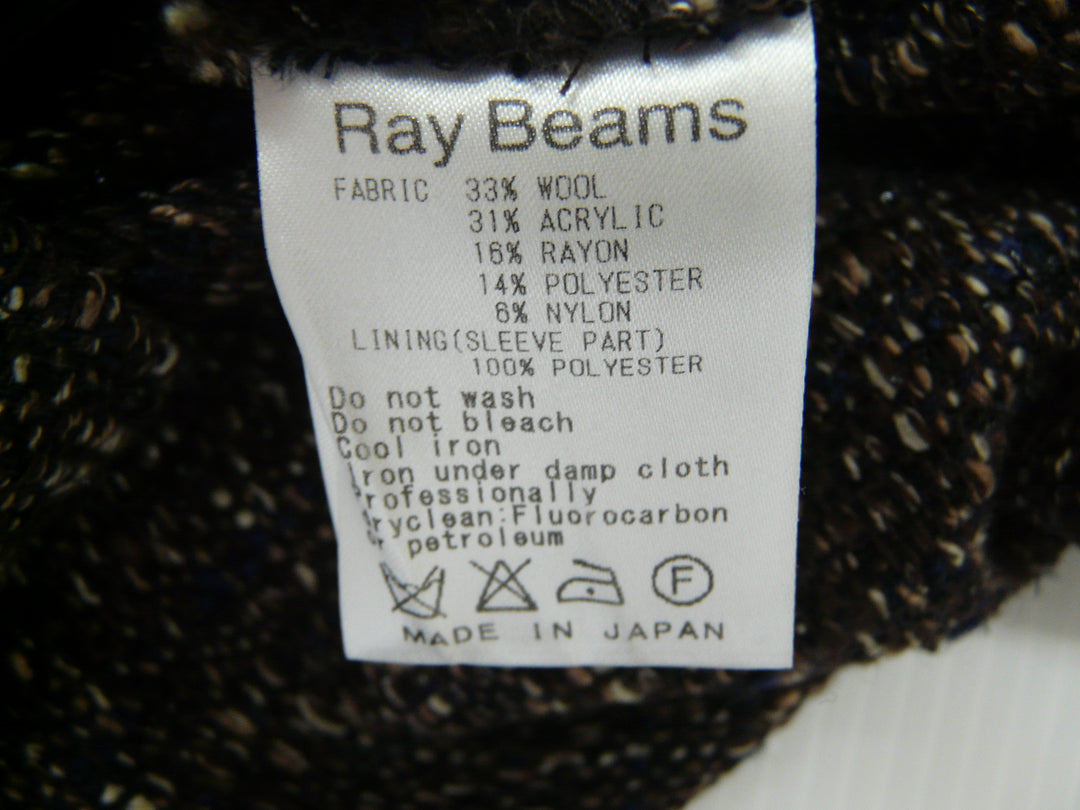 Ray Beams
FABRIC 33% WOOL
31% ACRYLIC
16% RAYON
14% POLYESTER
6% NYLON
LINING(SLEEVE PART)
100% POLYESTER
Do not wash
Do not bleach
Cool iron
Iron under damp cloth
Professionally
dryclean:Fluorocarbon
or petroleum
F
MADE IN JAPAN